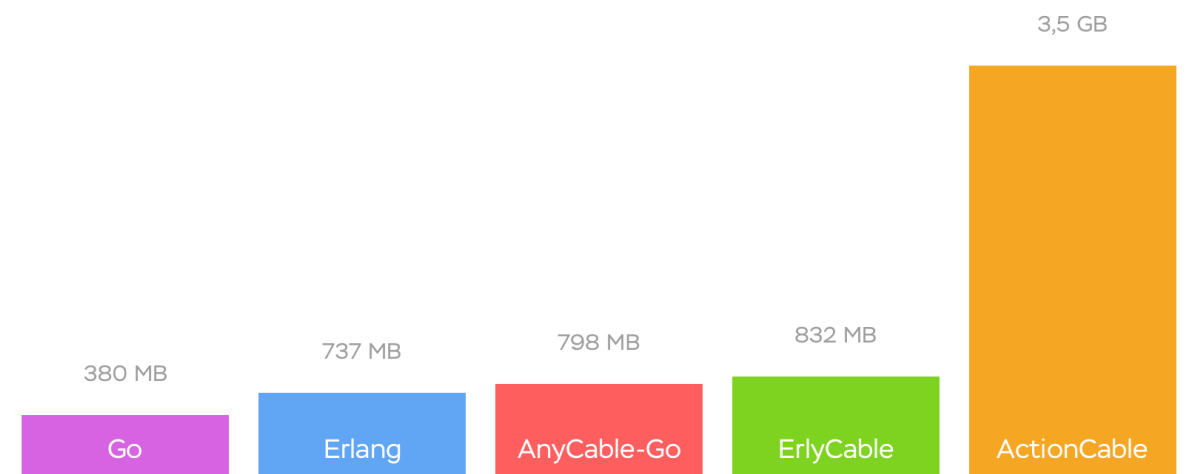 3,5 GB
832 MB
798 MB
737 MB
380 MB
Go
Erlang
AnyCable-Go
ErlyCable
ActionCable